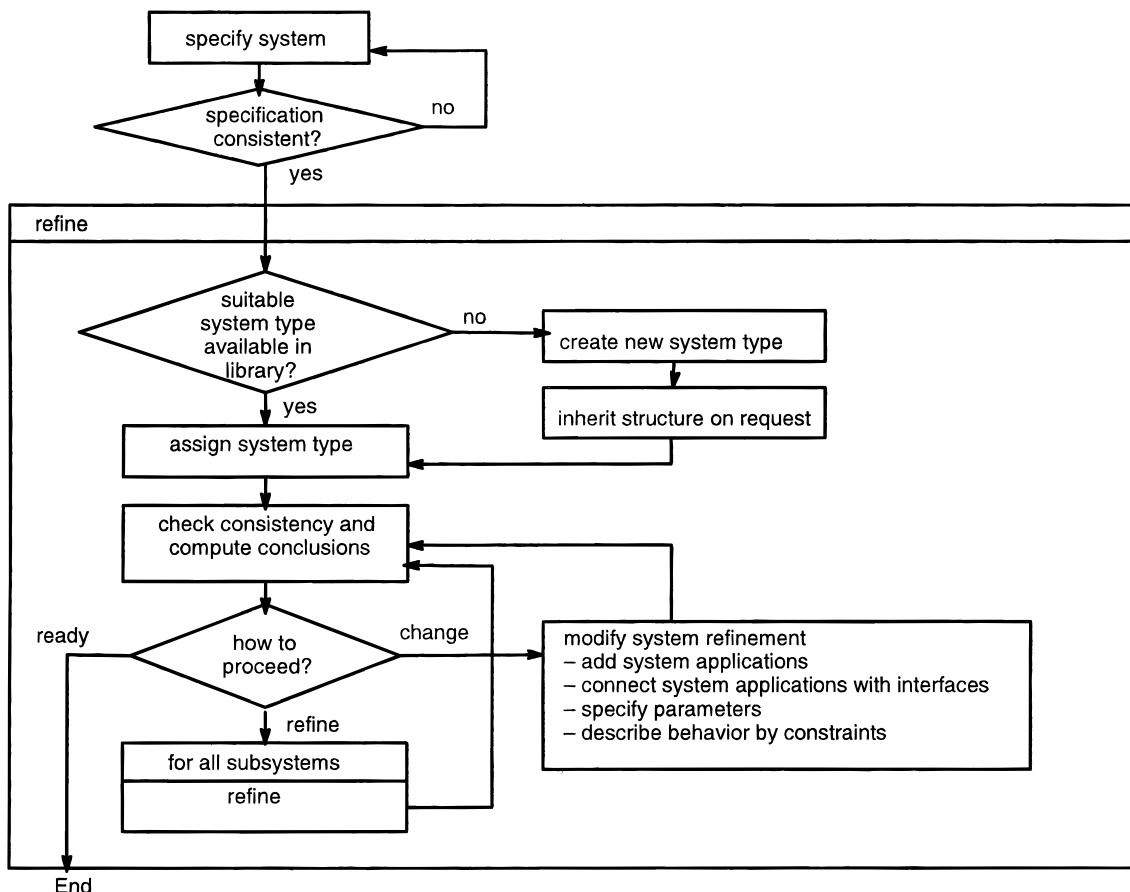 specify system
specification
consistent?
no
yes
refine
suitable
system type
available in
library?
no
create new system type
yes
inherit structure on request
assign system type
check consistency and
compute conclusions
ready
how to
proceed?
change
modify system refinement
– add system applications
– connect system applications with interfaces
– specify parameters
– describe behavior by constraints
refine
for all subsystems
refine
End